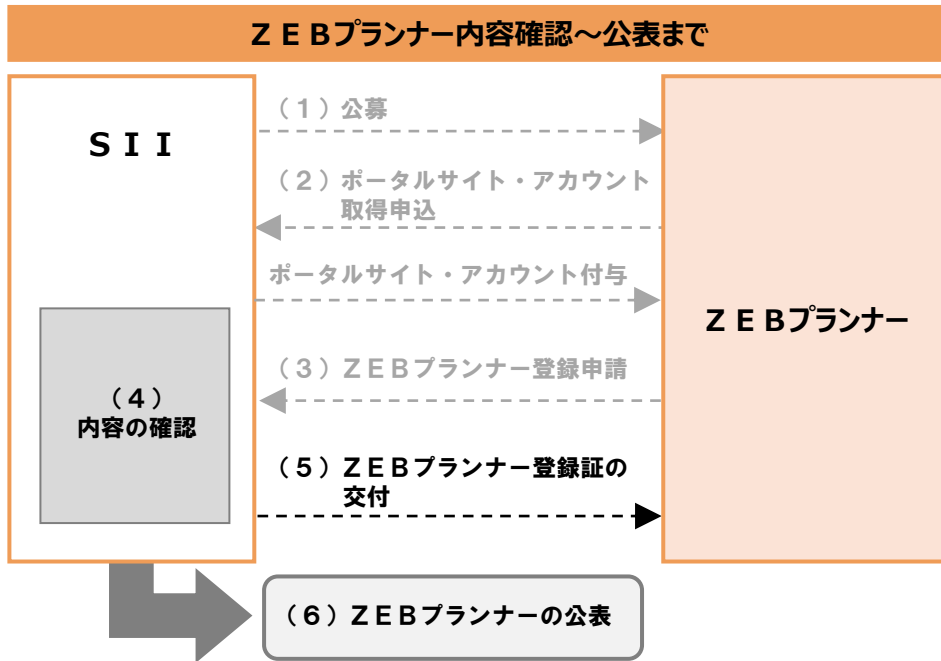 ＺＥＢプランナー内容確認～公表まで
ＳＩＩ
（１）公募
（２）ポータルサイト・アカウント
取得申込
ポータルサイト・アカウント付与
（３）ＺＥＢプランナー登録申請
（４）
内容の確認
（５）ＺＥＢプランナー登録証の
交付
ＺＥＢプランナー
（６）ＺＥＢプランナーの公表